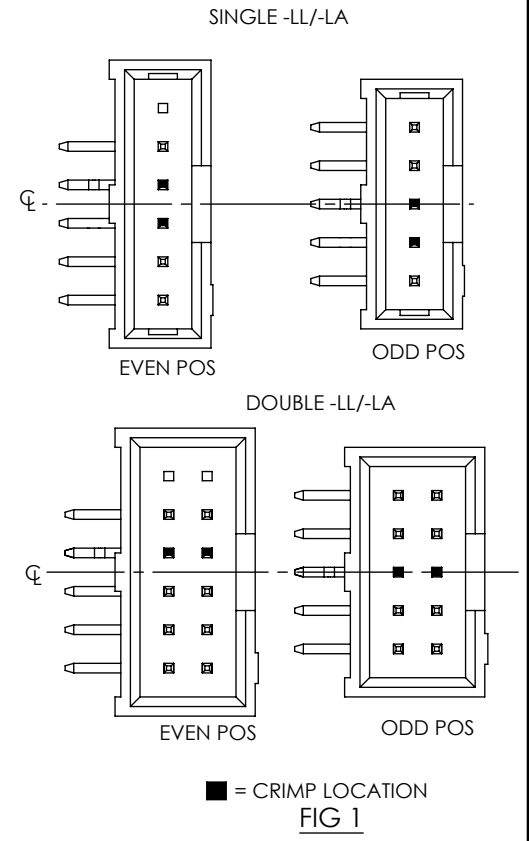 SINGLE -LL/-LA
℄
EVEN POS
ODD POS
DOUBLE -LL/-LA
℄
EVEN POS
ODD POS
■ = CRIMP LOCATION
FIG 1